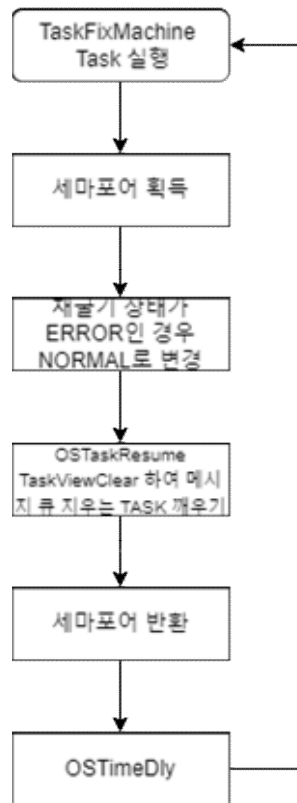 TaskFixMachine
Task 실행
세마포어 획득
채굴기 상태가
ERROR인 경우
NORMAL로 변경
OSTaskResume
TaskViewClear 하여 메시
지 큐 지우는 TASK 깨우기
세마포어 반환
OSTimeDly